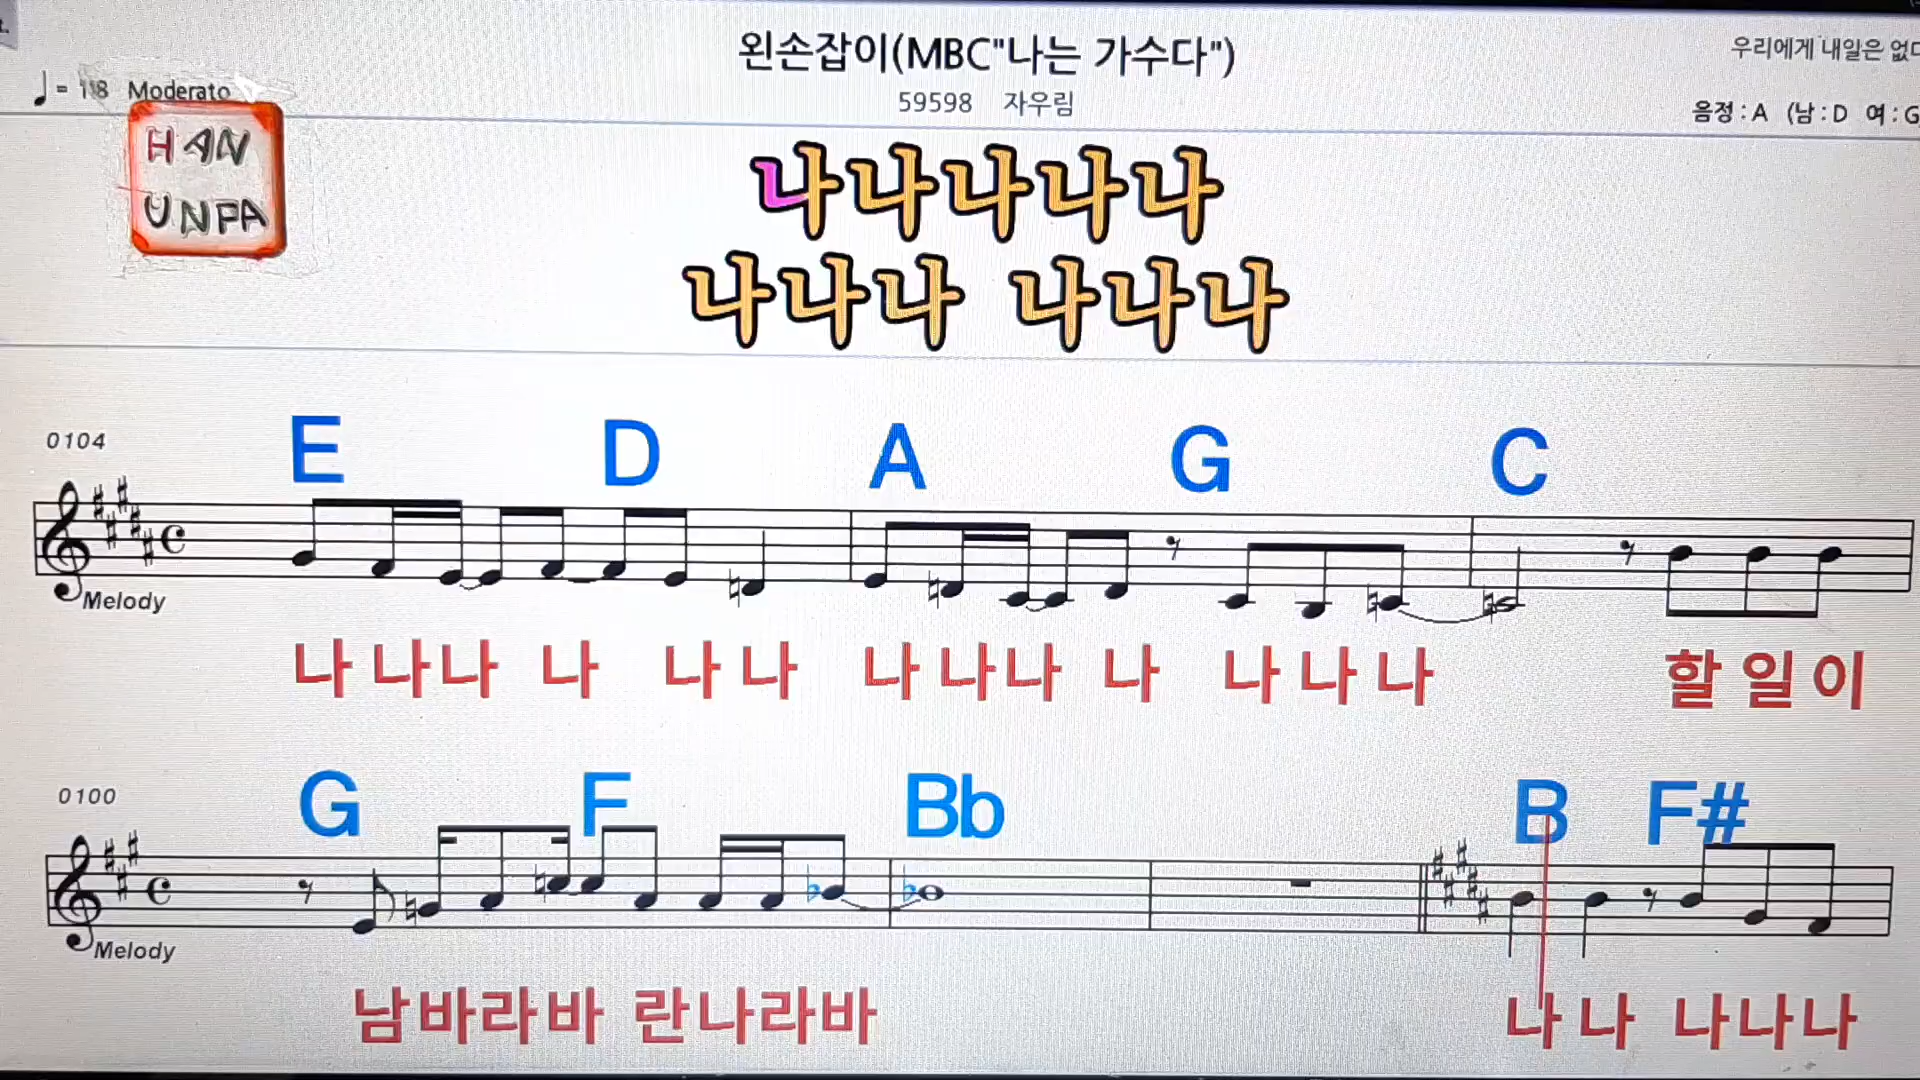 왼손잡이(MBC"나는 가수다")
우리에게 내일은 없
= 118 Moderato
59598 자우림
음정 : A (남 : D 여 : G
HAN
UNPA
나나나나나
나나나 나나나
E D A G C
0104
Melody
나 나나 나 나 나 나 나나 나 나 나 나 할 일 이
G F Bb B F#
0100
Melody
남바라바 란나라바 나 나 나나나